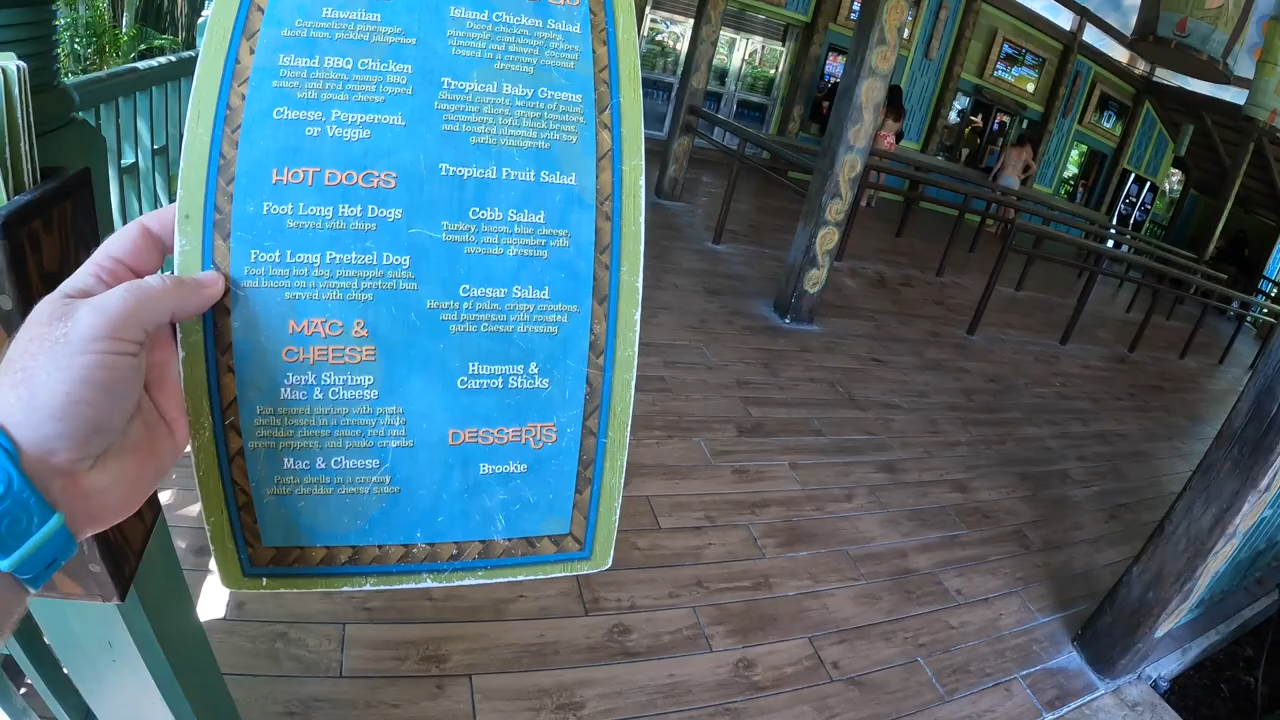 Hawaiian
Caramelized pineapple,
diced ham, pickled jalapenos
Island BBQ Chicken
Diced chicken, mango BBQ
sauce, and red onions topped
with gouda cheese
Cheese, Pepperoni,
or Veggie
HOT DOGS
Foot Long Hot Dogs
Served with chips
Foot Long Pretzel Dog
Foot long hot dog, pineapple salsa,
and bacon on a warmed pretzel bun
served with chips
MAC &
CHEESE
Jerk Shrimp
Mac & Cheese
Pan seared shrimp with pasta
shells tossed in a creamy white
cheddar cheese sauce, red and
green peppers, and panko crumbs
Mac & Cheese
Pasta shells in a creamy
white cheddar cheese sauce
Island Chicken Salad
Diced chicken, apples,
pineapple, cantaloupe, grapes,
almonds and shaved coconut
tossed in a creamy coconut
dressing
Tropical Baby Greens
Shaved carrots, hearts of palm,
tangerine slices, grape tomatoes,
cucumbers, tofu, black beans,
and toasted almonds with soy
garlic vinaigrette
Tropical Fruit Salad
Cobb Salad
Turkey, bacon, blue cheese,
tomato, and cucumber with
avocado dressing
Caesar Salad
Hearts of palm, crispy croutons,
and parmesan with roasted
garlic Caesar dressing
Hummus &
Carrot Sticks
DESSERTS
Brookie